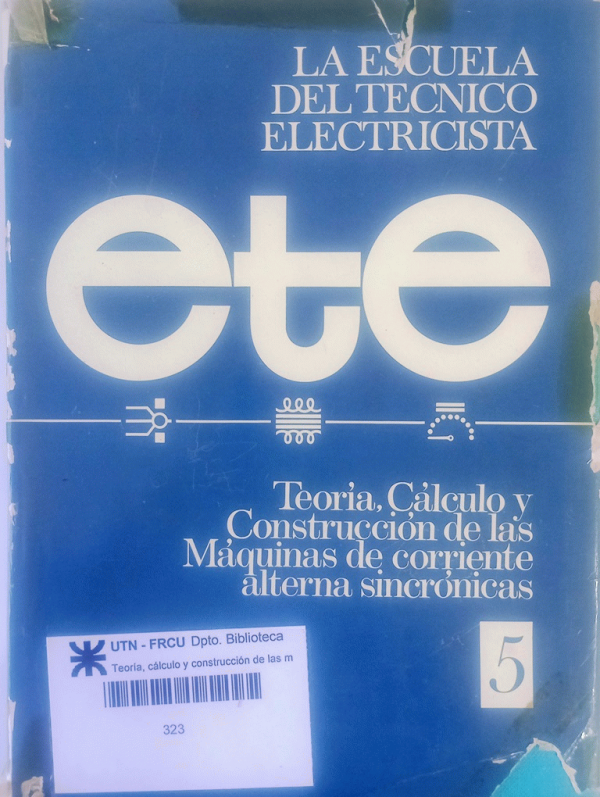 LA ESCUELA
DEL TECNICO
ELECTRICISTA
ete
Teoría, Cálculo y
Construcción de las
Máquinas de corriente
alterna sincrónicas
5
UTN - FRCU Dpto. Biblioteca
Teoría, cálculo y construcción de las m
323